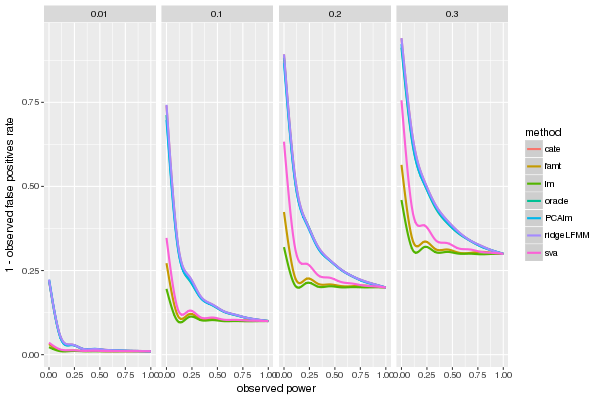 0.01 0.1 0.2 0.3
0.75
0.50
0.25
0.00
1 - observed false positives rate
0.00 0.25 0.50 0.75 1.00 0.00 0.25 0.50 0.75 1.00 0.00 0.25 0.50 0.75 1.00 0.00 0.25 0.50 0.75 1.00
observed power
method
cate
famt
lm
oracle
PCAlm
ridgeLFMM
sva